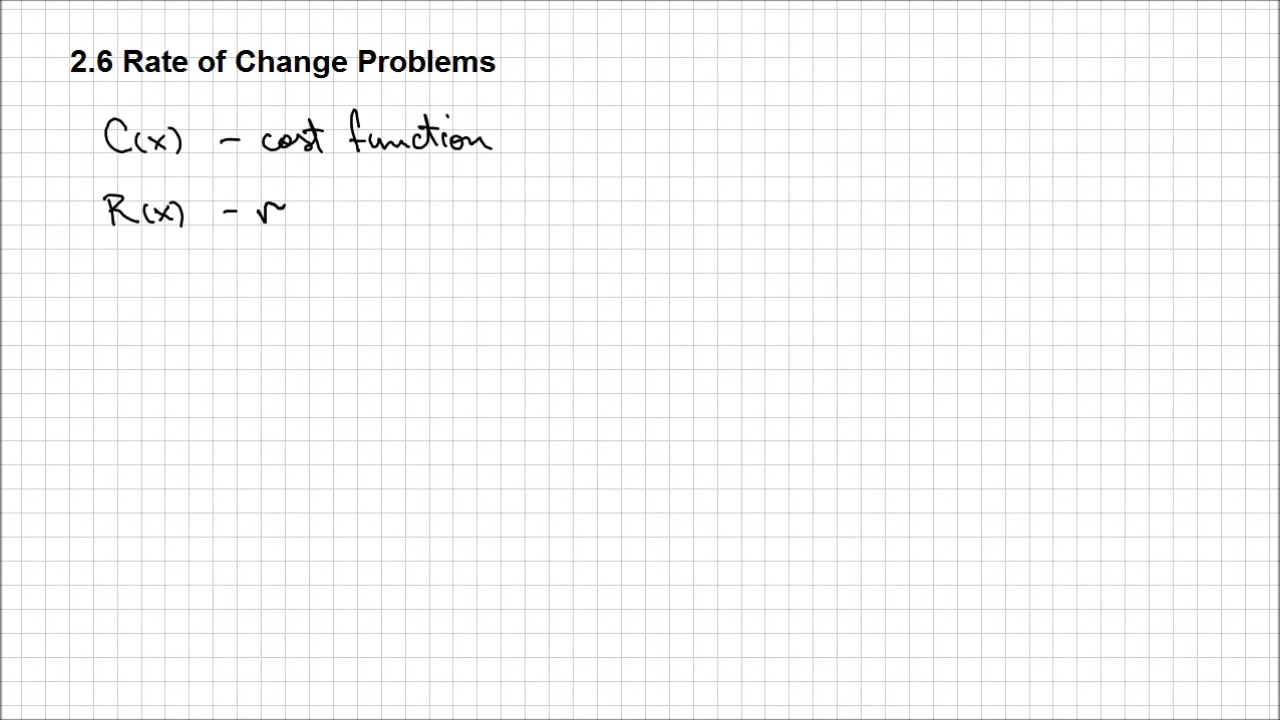 2.6 Rate of Change Problems
C(x) - cost function
R(x) - r